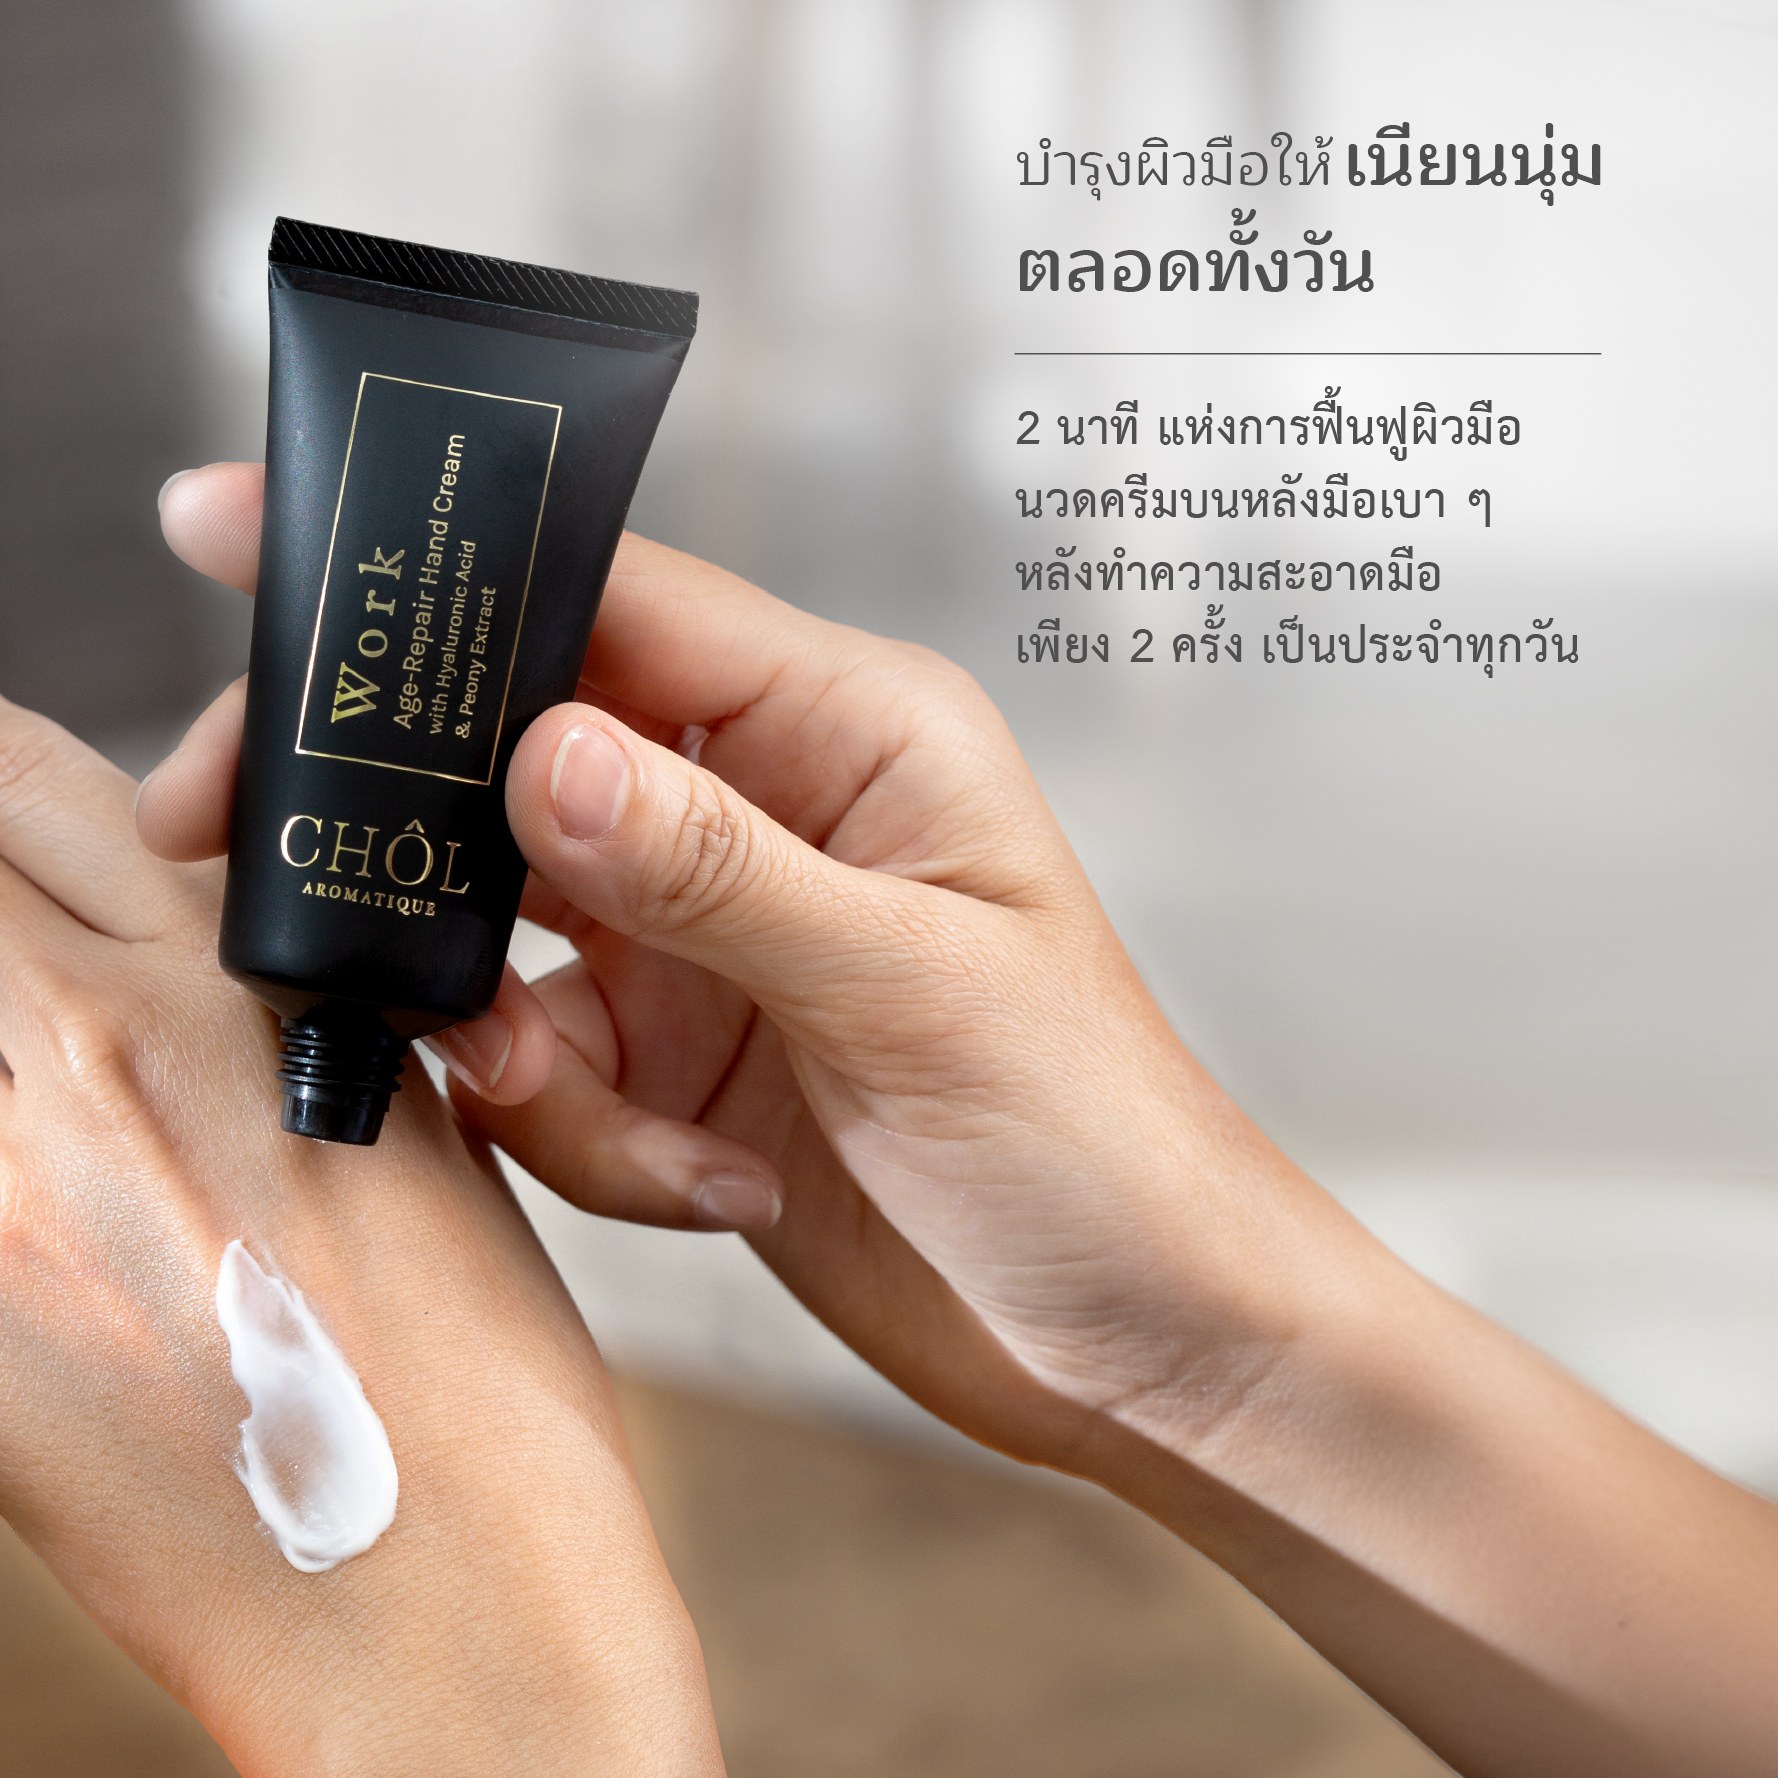 บำรุงผิวมือให้ เนียนนุ่ม
ตลอดทั้งวัน
2 นาที แห่งการฟื้นฟูผิวมือ
นวดครีมบนหลังมือเบา ๆ
หลังทำความสะอาดมือ
เพียง 2 ครั้ง เป็นประจำทุกวัน
Work
Age-Repair Hand Cream
with Hyaluronic Acid
& Peony Extract
CHÔL
AROMATIQUE